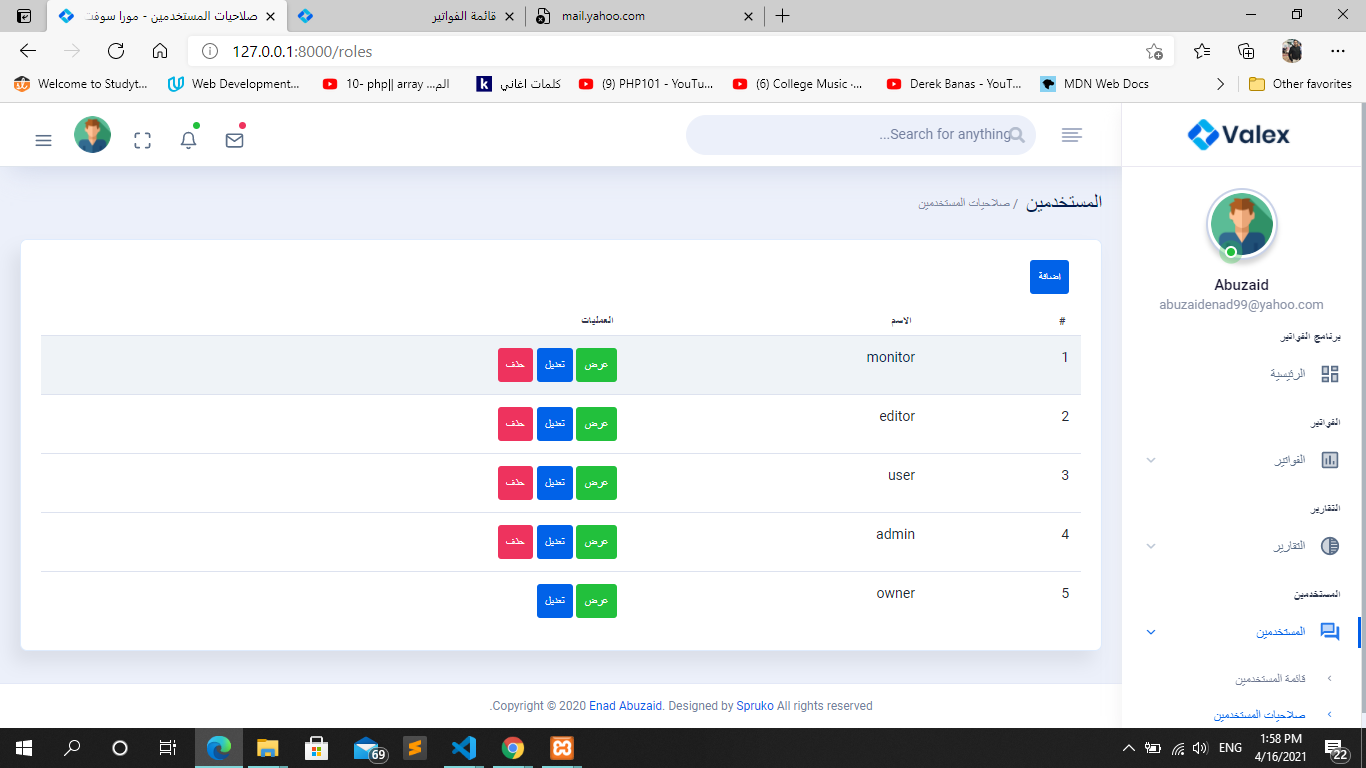 صلاحيات المستخدمين - مورا سوفت
قائمة الفواتير
mail.yahoo.com
127.0.0.1:8000/roles
Welcome to Studyt...
Web Development...
10- php|| array ...الم
كلمات اغاني
(9) PHP101 - YouTu...
(6) College Music -...
Derek Banas - YouT...
MDN Web Docs
Other favorites
...Search for anything
Valex
المستخدمين / صلاحيات المستخدمين
Abuzaid
abuzaidenad99@yahoo.com
برنامج الفواتير
الرئيسية
الفواتير
الفواتير
التقارير
التقارير
المستخدمين
المستخدمين
قائمة المستخدمين
صلاحيات المستخدمين
اضافة
# الاسم العمليات
1 monitor عرض تعديل حذف
2 editor عرض تعديل حذف
3 user عرض تعديل حذف
4 admin عرض تعديل حذف
5 owner عرض تعديل
.Copyright © 2020 Enad Abuzaid. Designed by Spruko All rights reserved
69
ENG
1:58 PM
4/16/2021
22